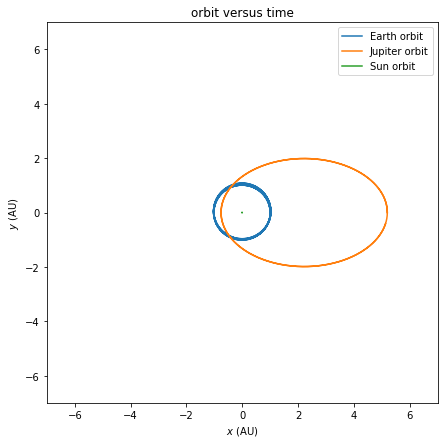 orbit versus time
Earth orbit
Jupiter orbit
Sun orbit
6
4
2
0
−2
−4
−6
y (AU)
−6 −4 −2 0 2 4 6
x (AU)